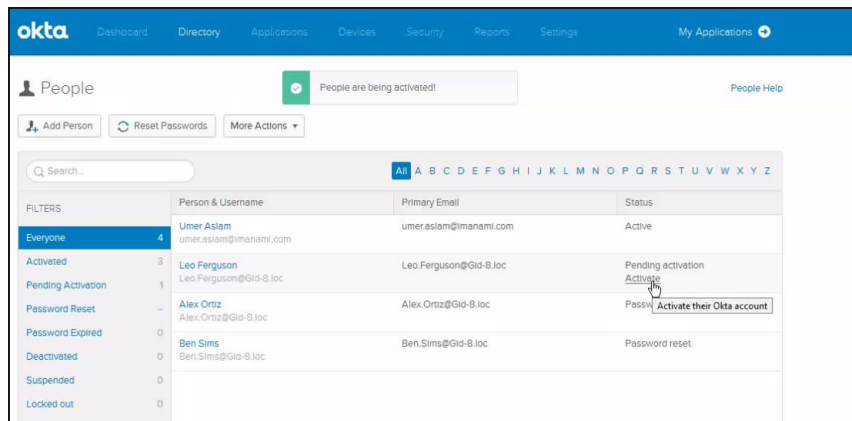 okta Dashboard Directory Applications Devices Security Reports Settings My Applications
People
People are being activated!
People Help
Add Person Reset Passwords More Actions
Search... All A B C D E F G H I J K L M N O P Q R S T U V W X Y Z
FILTERS Person & Username Primary Email Status
Everyone 4
Activated 3
Pending Activation 1
Password Reset –
Password Expired 0
Deactivated 0
Suspended 0
Locked out 0
Umer Aslam umer.aslam@imanami.com Active
umer.aslam@imanami.com
Leo Ferguson Leo.Ferguson@Gid-8.loc Pending activation
Leo.Ferguson@Gid-8.loc Activate
Alex Ortiz Alex.Ortiz@Gid-8.loc Passw
Alex.Ortiz@Gid-8.loc
Activate their Okta account
Ben Sims Ben.Sims@Gid-8.loc Password reset
Ben.Sims@Gid-8.loc